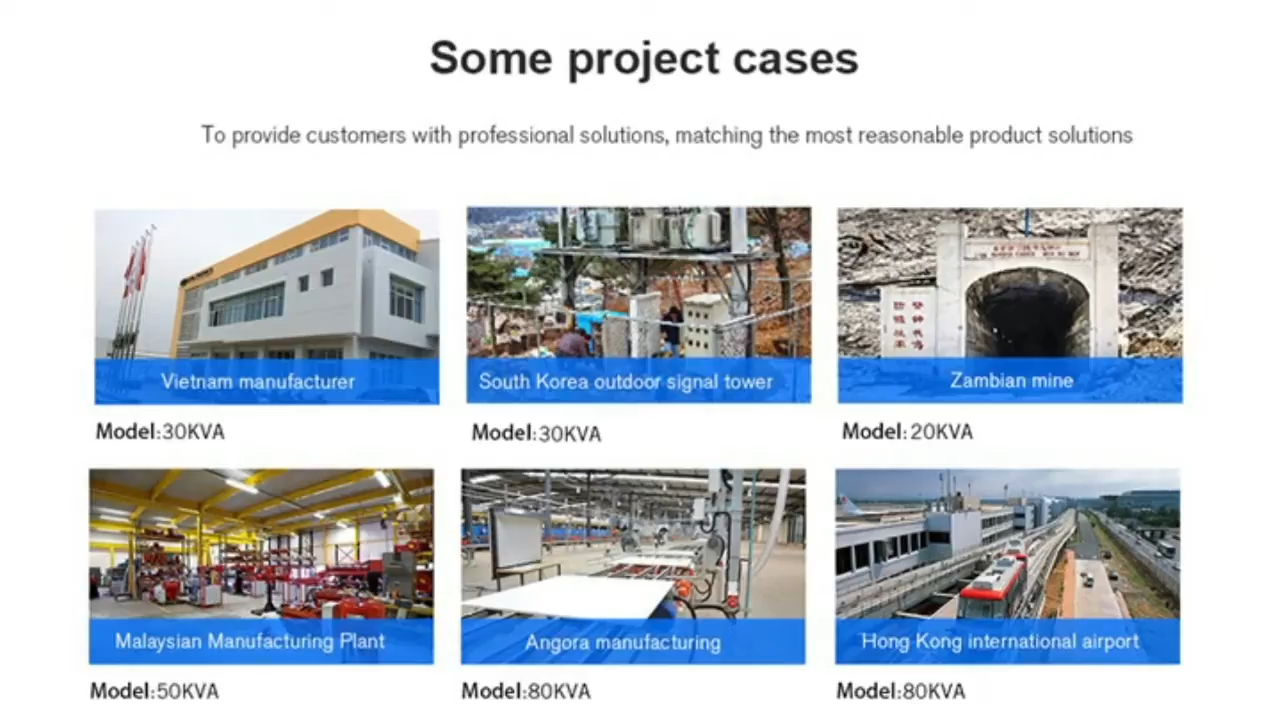 Some project cases
To provide customers with professional solutions, matching the most reasonable product solutions
Vietnam manufacturer
South Korea outdoor signal tower
Zambian mine
Model:30KVA
Model:30KVA
Model:20KVA
Malaysian Manufacturing Plant
Angora manufacturing
Hong Kong international airport
Model:50KVA
Model:80KVA
Model:80KVA